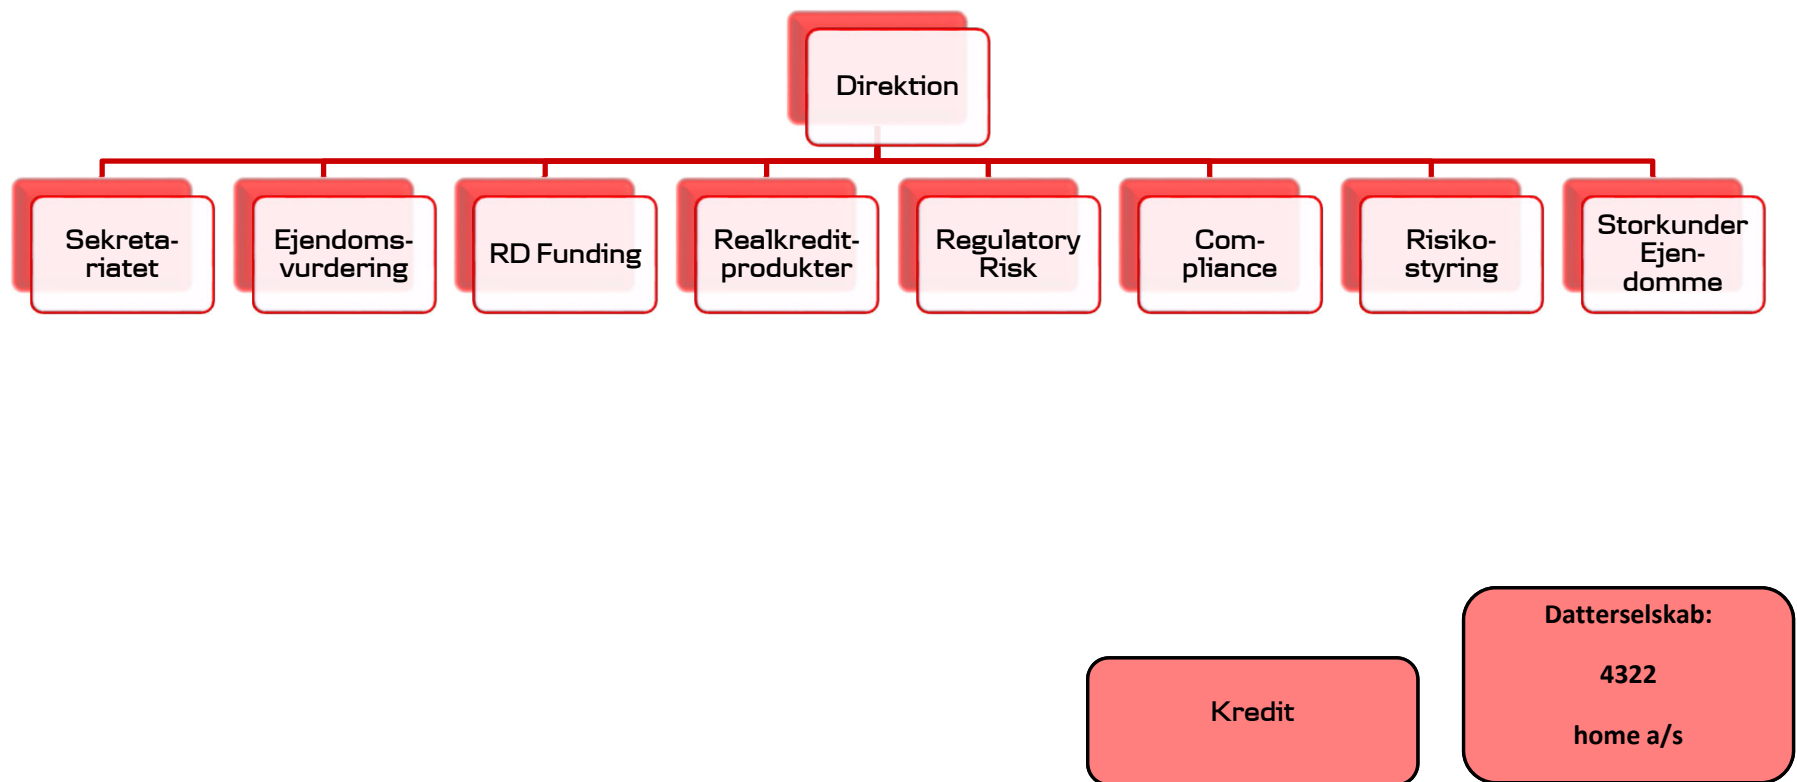 Direktion
Sekreta-
riatet
Ejendoms-
vurdering
RD Funding
Realkredit-
produkter
Regulatory
Risk
Com-
pliance
Risiko-
styring
Storkunder
Ejen-
domme
Kredit
Datterselskab:
4322
home a/s